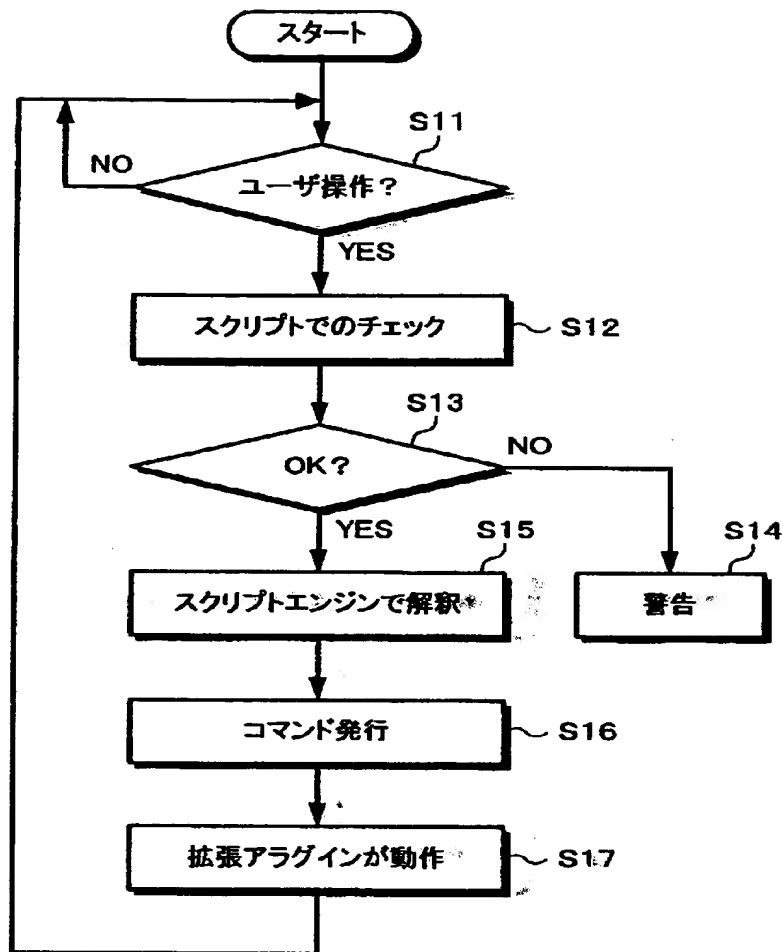 スタート
S11
NO
ユーザ操作？
YES
スクリプトでのチェック
S12
S13
NO
OK？
YES
S15
S14
スクリプトエンジンで解釈
警告
コマンド発行
S16
拡張アラグインが動作
S17